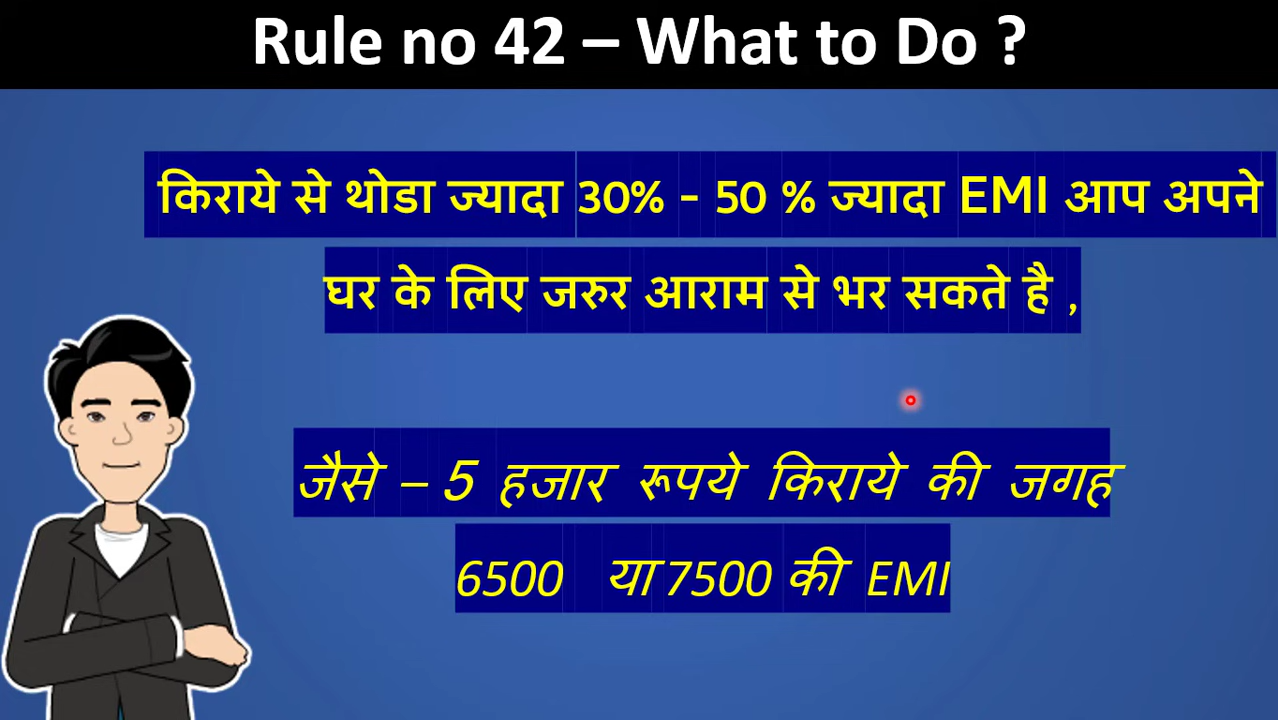 Rule no 42 – What to Do ?
किराये से थोडा ज्यादा 30% - 50 % ज्यादा EMI आप अपने
घर के लिए जरुर आराम से भर सकते है ,
जैसे – 5 हजार रूपये किराये की जगह
6500 या 7500 की EMI